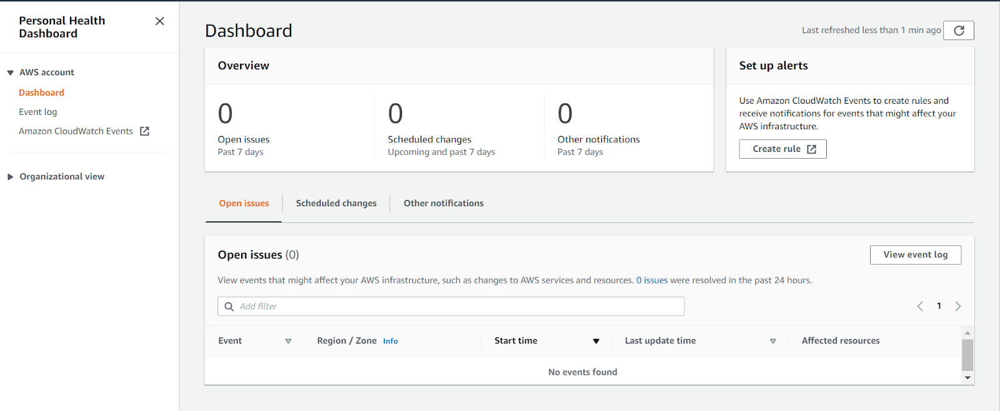 Personal Health
Dashboard
AWS account
Dashboard
Event log
Amazon CloudWatch Events
Organizational view
Dashboard
Last refreshed less than 1 min ago
Overview
0
Open issues
Past 7 days
0
Scheduled changes
Upcoming and past 7 days
0
Other notifications
Past 7 days
Set up alerts
Use Amazon CloudWatch Events to create rules and
receive notifications for events that might affect your
AWS infrastructure.
Create rule
Open issues
Scheduled changes
Other notifications
Open issues (0)
View event log
View events that might affect your AWS infrastructure, such as changes to AWS services and resources. 0 issues were resolved in the past 24 hours.
Add filter
1
Event
Region / Zone Info
Start time
Last update time
Affected resources
No events found